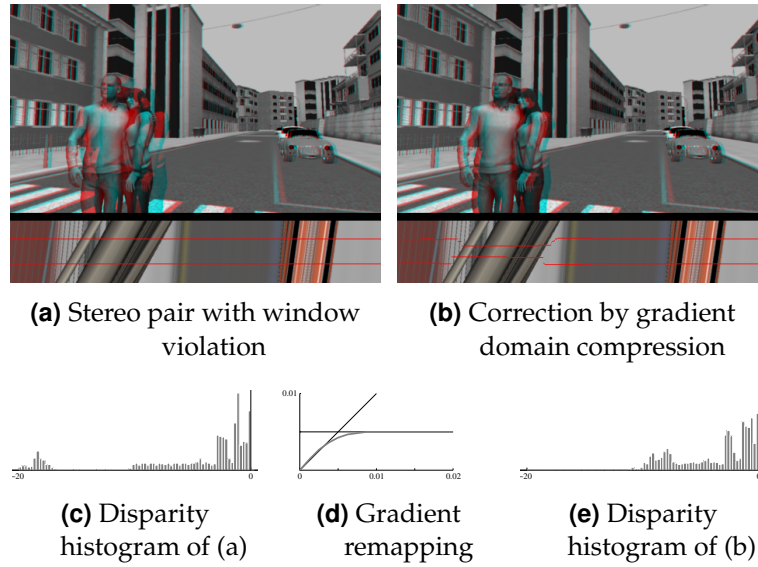 (a) Stereo pair with window
violation
(b) Correction by gradient
domain compression
-20
0
0.01
0
0.01
0.02
-20
0
(c) Disparity
histogram of (a)
(d) Gradient
remapping
(e) Disparity
histogram of (b)